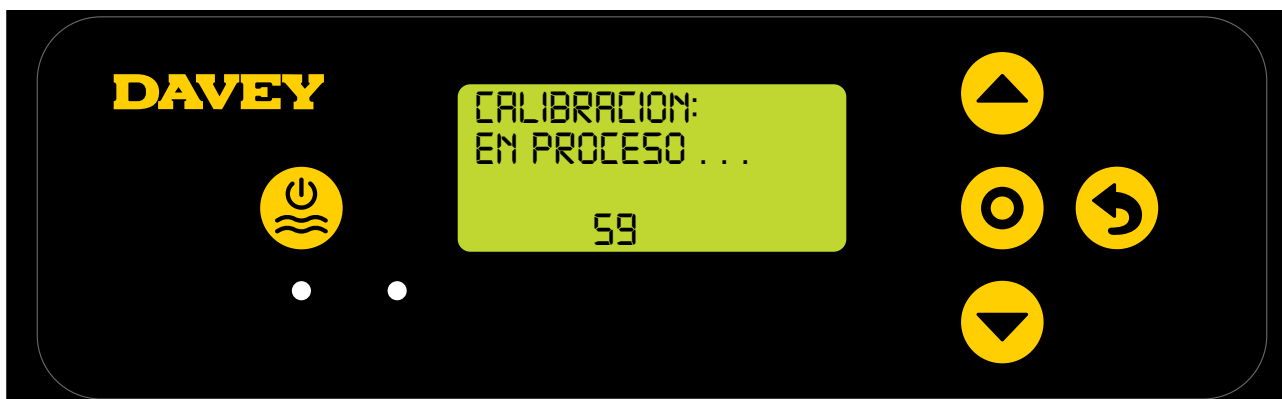 DAVEY
CALIBRACION:
EN PROCESO . . .
59